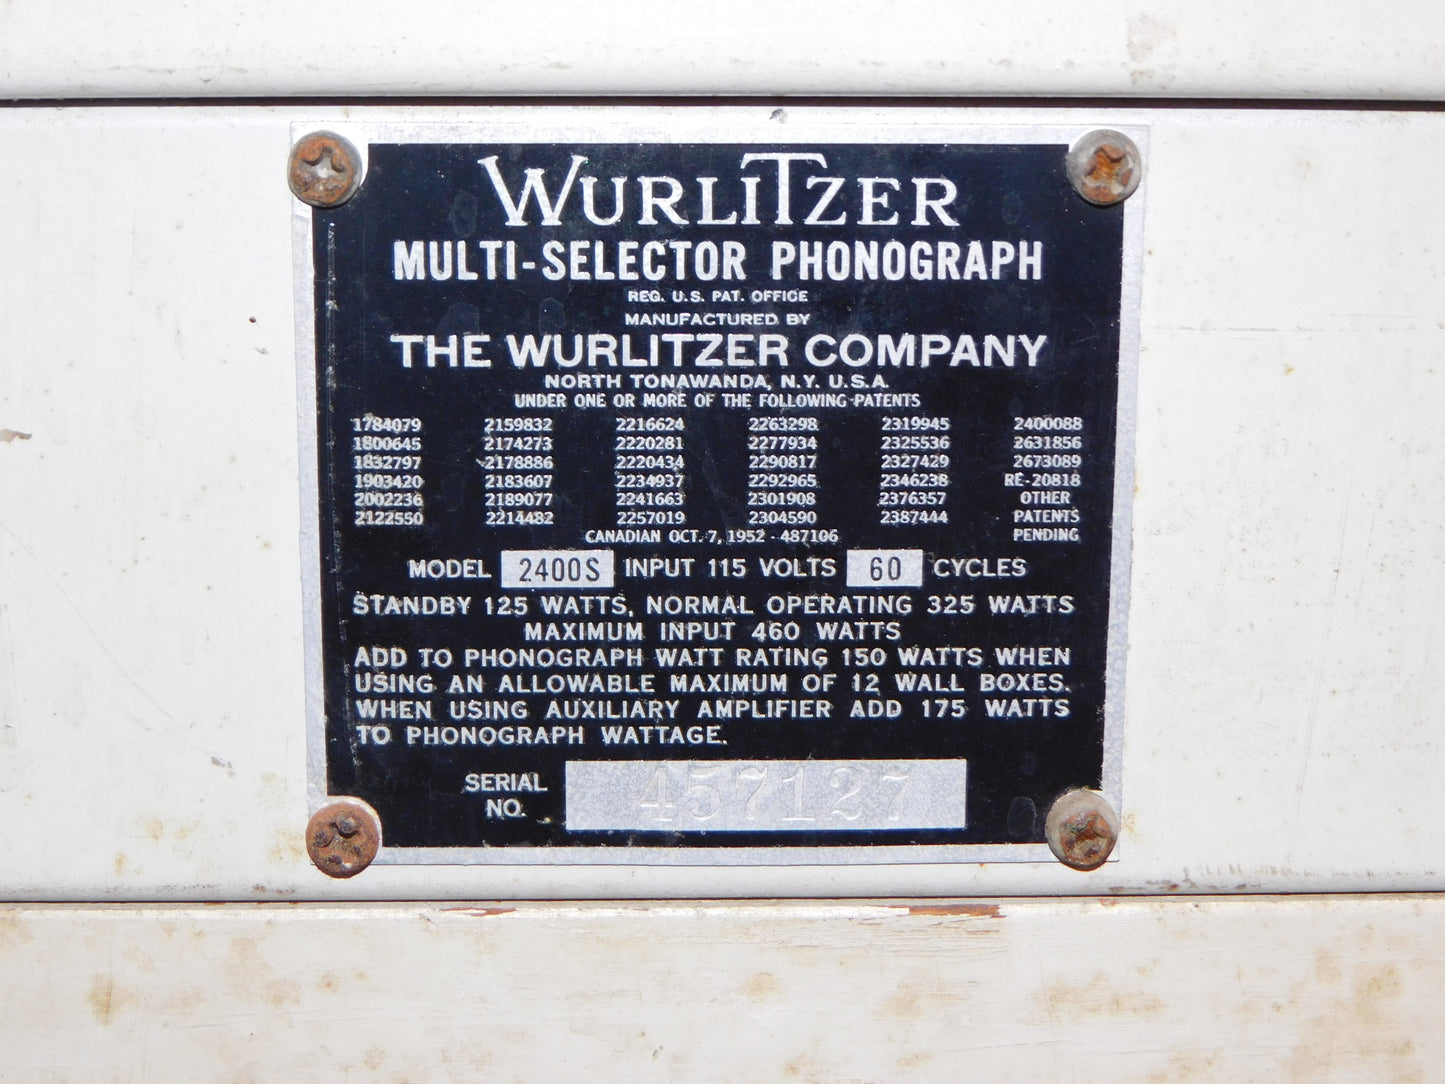 WURLITZER
MULTI-SELECTOR PHONOGRAPH
REG. U.S. PAT. OFFICE
MANUFACTURED BY
THE WURLITZER COMPANY
NORTH TONAWANDA, N.Y. U.S.A.
UNDER ONE OR MORE OF THE FOLLOWING PATENTS
1784079 2159832 2216624 2263298 2319945 2400088
1800645 2174273 2220281 2277934 2325536 2631856
1832797 2178886 2220434 2290817 2327429 2673089
1903420 2183607 2234937 2292965 2346238 RE-20818
2002236 2189077 2241663 2301908 2376357 OTHER
2122550 2214482 2257019 2304590 2387444 PATENTS
CANADIAN OCT. 7, 1952 - 487106 PENDING
MODEL 2400S INPUT 115 VOLTS 60 CYCLES
STANDBY 125 WATTS, NORMAL OPERATING 325 WATTS
MAXIMUM INPUT 460 WATTS
ADD TO PHONOGRAPH WATT RATING 150 WATTS WHEN
USING AN ALLOWABLE MAXIMUM OF 12 WALL BOXES.
WHEN USING AUXILIARY AMPLIFIER ADD 175 WATTS
TO PHONOGRAPH WATTAGE.
SERIAL
NO. 457127